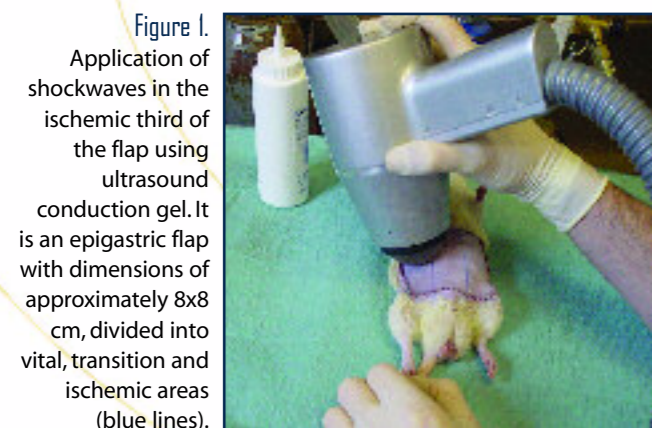 Figure 1.
Application of
shockwaves in the
ischemic third of
the flap using
ultrasound
conduction gel. It
is an epigastric flap
with dimensions of
approximately 8x8
cm, divided into
vital, transition and
ischemic areas
(blue lines).